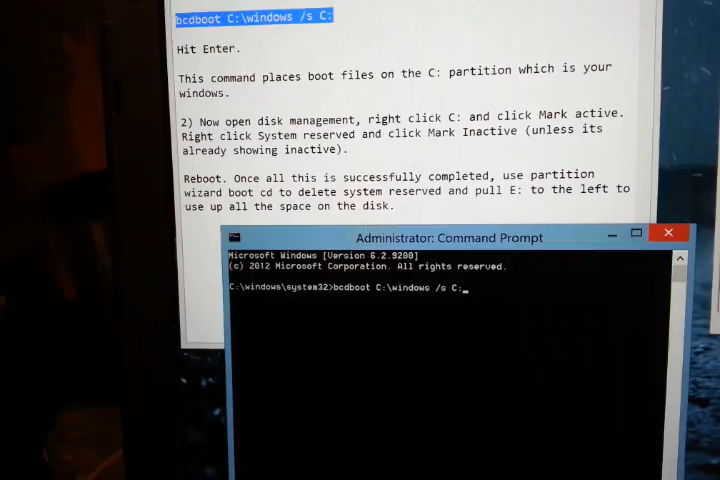 bcdboot C:\windows /s C:
Hit Enter.
This command places boot files on the C: partition which is your
windows.
2) Now open disk management, right click C: and click Mark active.
Right click System reserved and click Mark Inactive (unless its
already showing inactive).
Reboot. Once all this is successfully completed, use partition
wizard boot cd to delete system reserved and pull E: to the left to
use up all the space on the disk.
Administrator: Command Prompt
Microsoft Windows [Version 6.2.9200]
(c) 2012 Microsoft Corporation. All rights reserved.
C:\windows\system32>bcdboot C:\windows /s C:_